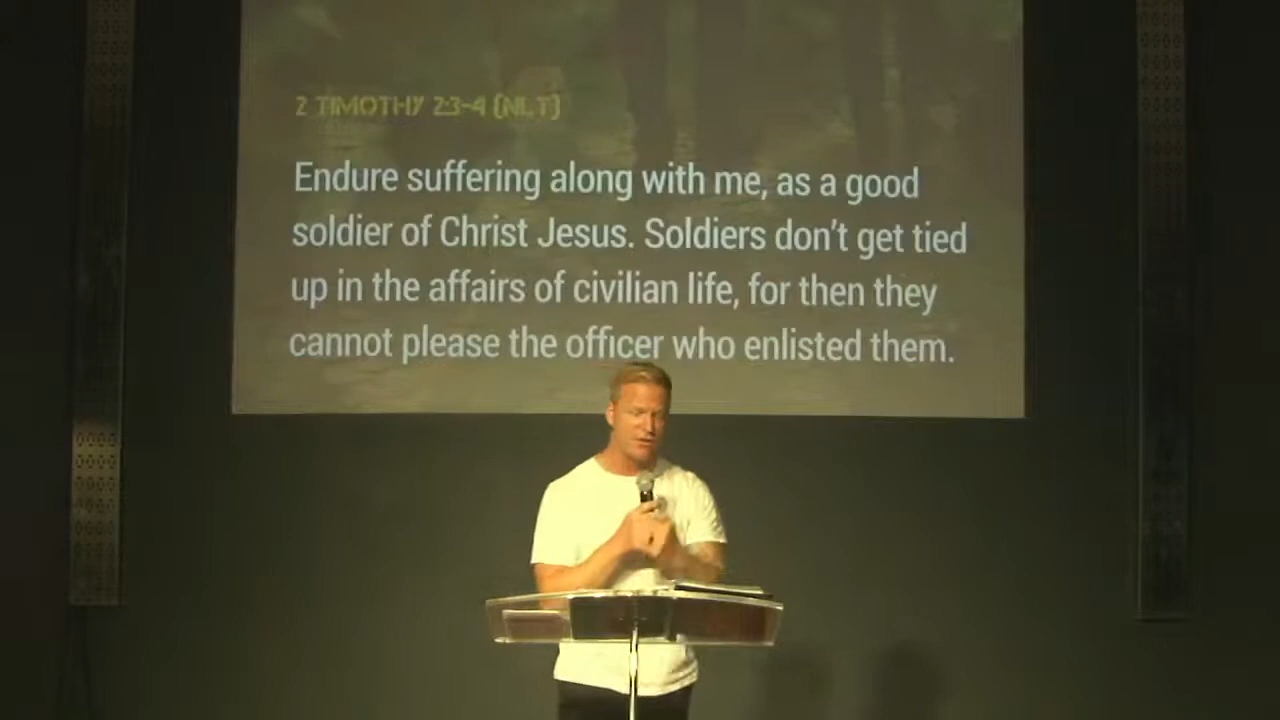 2 TIMOTHY 2:3-4 (NLT)
Endure suffering along with me, as a good
soldier of Christ Jesus. Soldiers don't get tied
up in the affairs of civilian life, for then they
cannot please the officer who enlisted them.